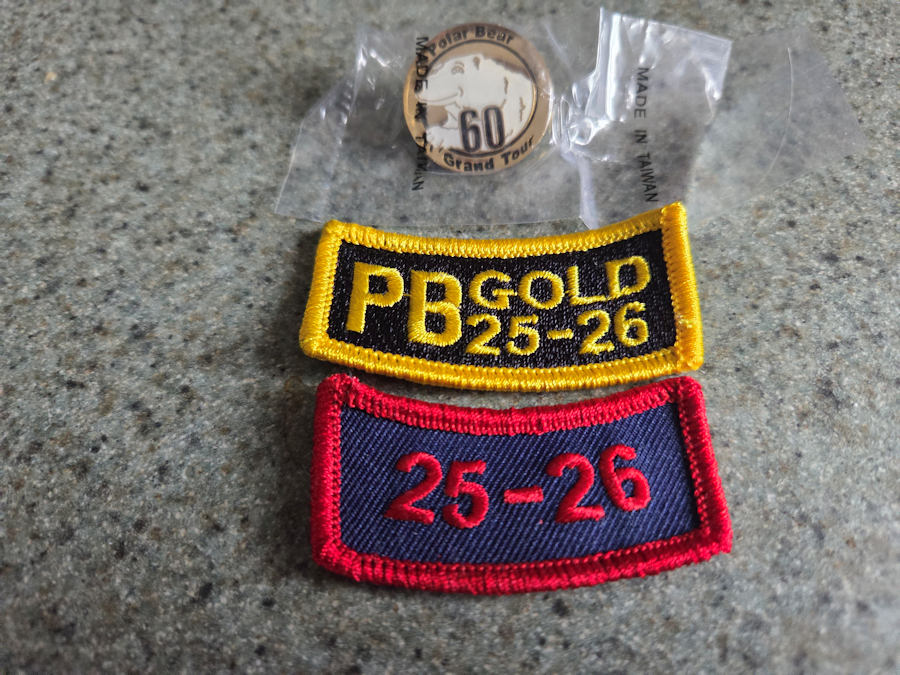 Polar Bear
60
Grand Tour
MADE IN TAIWAN
MADE IN TAIWAN
PB GOLD
25-26
25-26